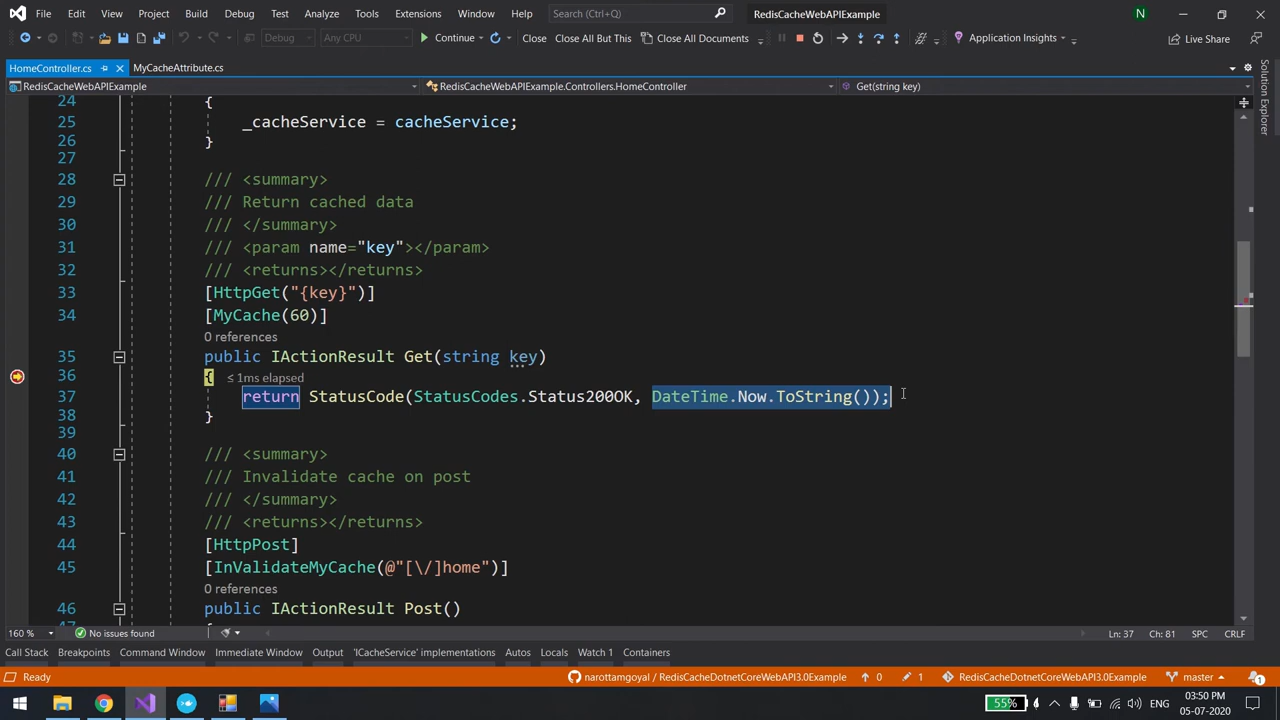 File Edit View Project Build Debug Test Analyze Tools Extensions Window Help Search (Ctrl+Q) RedisCacheWebAPIExample N
Debug Any CPU Continue Close Close All But This Close All Documents Application Insights Live Share
HomeController.cs MyCacheAttribute.cs
RedisCacheWebAPIExample RedisCacheWebAPIExample.Controllers.HomeController Get(string key)
Solution Explorer
24 {
25 _cacheService = cacheService;
26 }
27
28 /// <summary>
29 /// Return cached data
30 /// </summary>
31 /// <param name="key"></param>
32 /// <returns></returns>
33 [HttpGet("{key}")]
34 [MyCache(60)]
0 references
35 public IActionResult Get(string key)
36 { ≤ 1ms elapsed
37 return StatusCode(StatusCodes.Status200OK, DateTime.Now.ToString());
38 }
39
40 /// <summary>
41 /// Invalidate cache on post
42 /// </summary>
43 /// <returns></returns>
44 [HttpPost]
45 [InValidateMyCache(@"[\/]home")]
0 references
46 public IActionResult Post()
47 {
160 % No issues found Ln: 37 Ch: 81 SPC CRLF
Call Stack Breakpoints Command Window Immediate Window Output 'ICacheService' implementations Autos Locals Watch 1 Containers
Ready narottamgoyal / RedisCacheDotnetCoreWebAPI3.0Example 0 1 RedisCacheDotnetCoreWebAPI3.0Example master
55% ENG 03:50 PM
05-07-2020